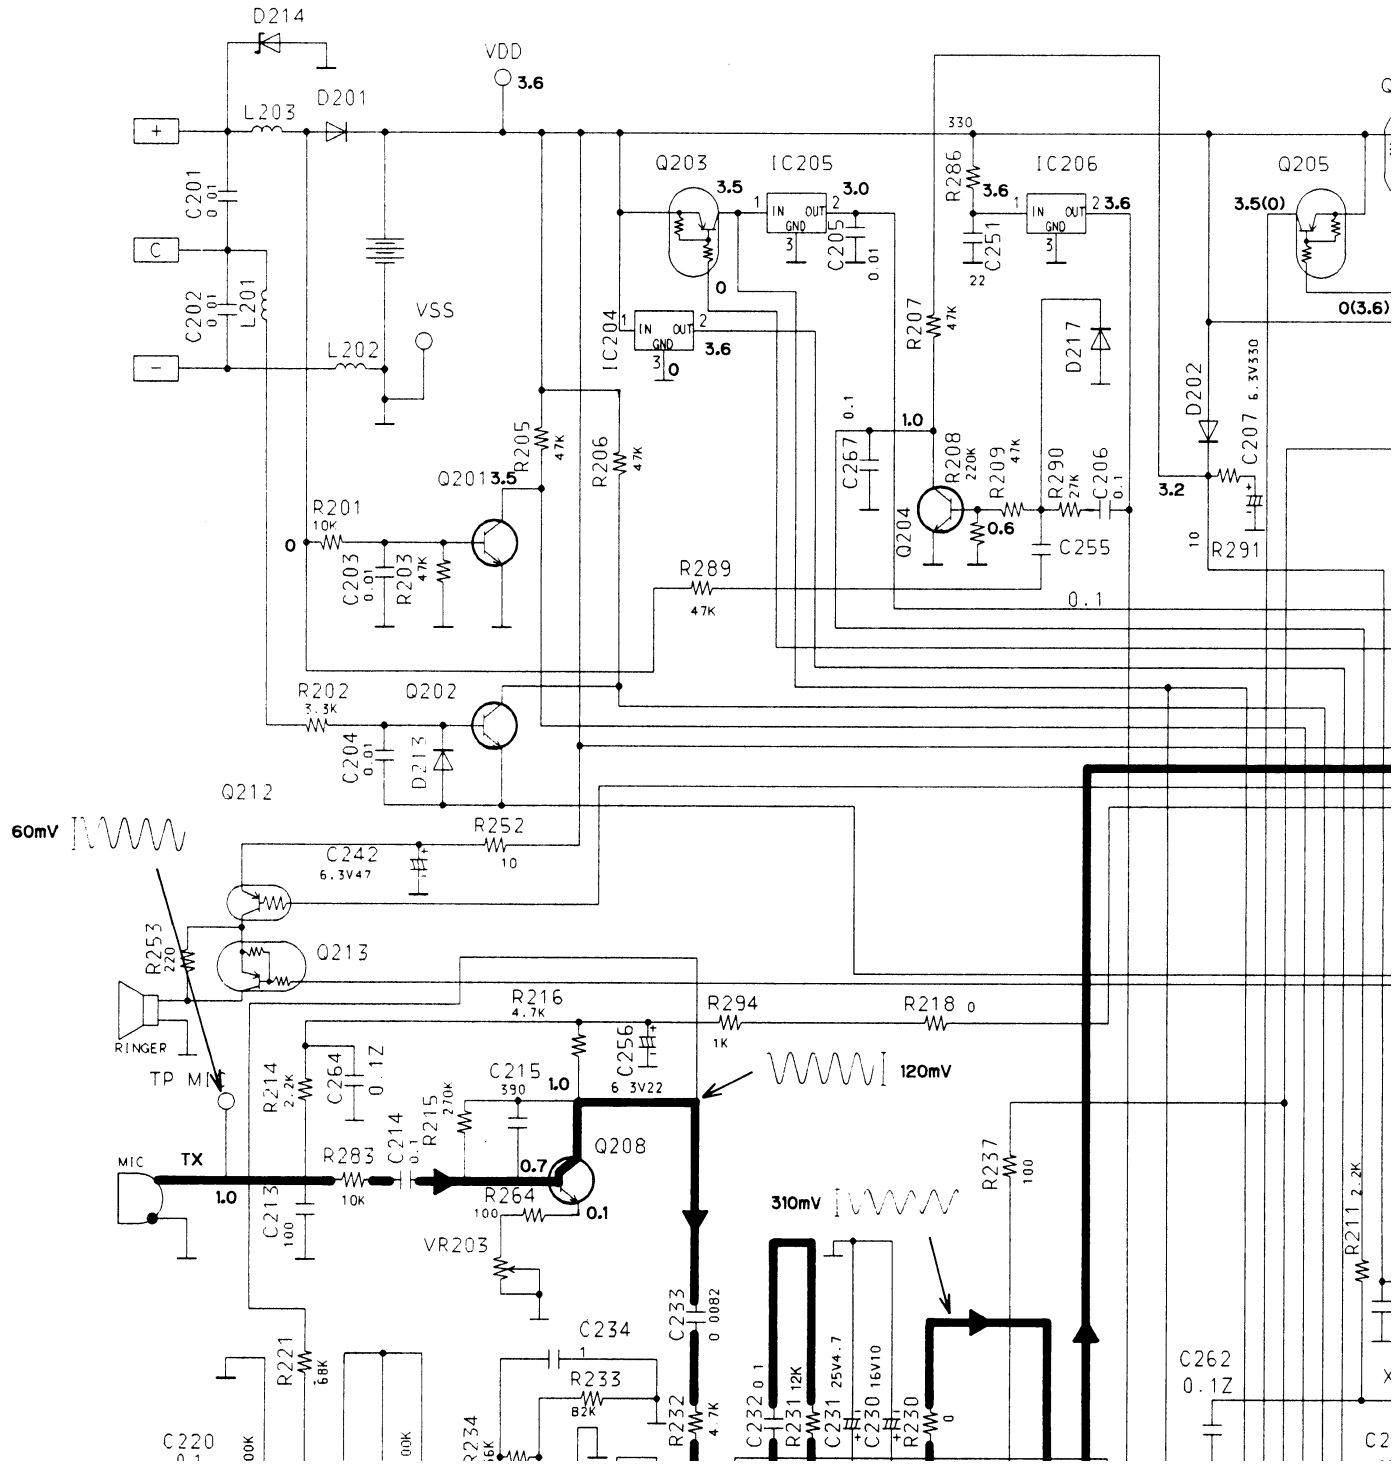 D214
VDD
3.6
D201
L203
+
330
Q203
IC205
R286
IC206
Q205
3.5
3.0
3.6
3.6
3.5(0)
1
IN
OUT
2
GND
3
1
IN
OUT
2
GND
3
C201
0.01
C205
0.01
C251
22
C
C202
0.01
L201
VSS
0
0(3.6)
IC204
1
IN
OUT
2
GND
3
3.6
0
R207
47K
D217
L202
−
D202
6.3V330
C207
0.1
1.0
C267
R208
220K
R209
47K
R290
27K
C206
0.1
R205
47K
R206
47K
Q201
3.5
3.2
R201
10K
0
Q204
0.6
C255
10
R291
C203
0.01
R203
47K
R289
47K
0.1
R202
3.3K
Q202
C204
0.01
D213
Q212
60mV
R252
10
C242
6.3V47
R253
220
Q213
RINGER
R216
4.7K
R294
1K
R218
0
C256
6.3V22
TP MIC
R214
2.2K
C264
0.1Z
C215
390
1.0
120mV
R215
270K
C214
0.1
Q208
MIC
TX
R283
10K
0.7
1.0
R264
100
0.1
C213
100
VR203
R237
100
310mV
R211
2.2K
C233
0.0082
C234
1
R221
68K
R233
82K
C262
0.1Z
R232
4.7K
C232
0.1
R231
12K
C231
25V4.7
C230
16V10
R230
0
R234
C220
0.1
00K
00K
C2
X